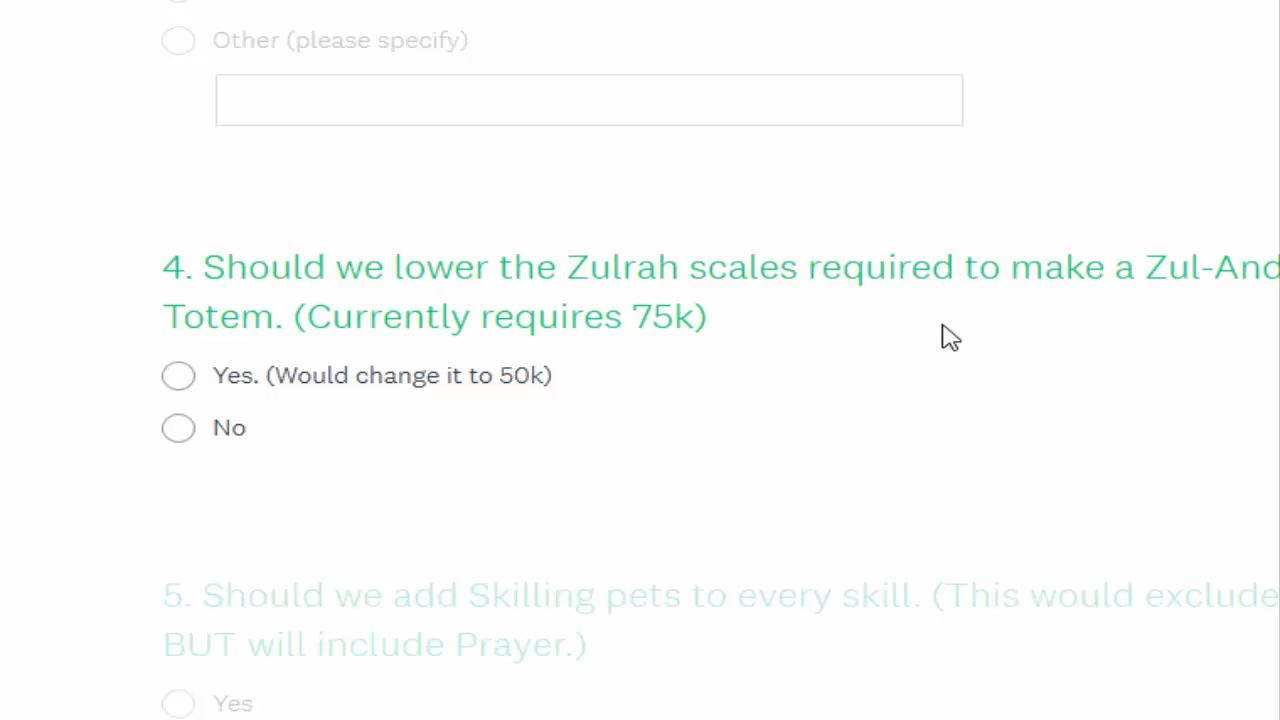 Other (please specify)
4. Should we lower the Zulrah scales required to make a Zul-And
Totem. (Currently requires 75k)
Yes. (Would change it to 50k)
No
5. Should we add Skilling pets to every skill. (This would exclude
BUT will include Prayer.)
Yes